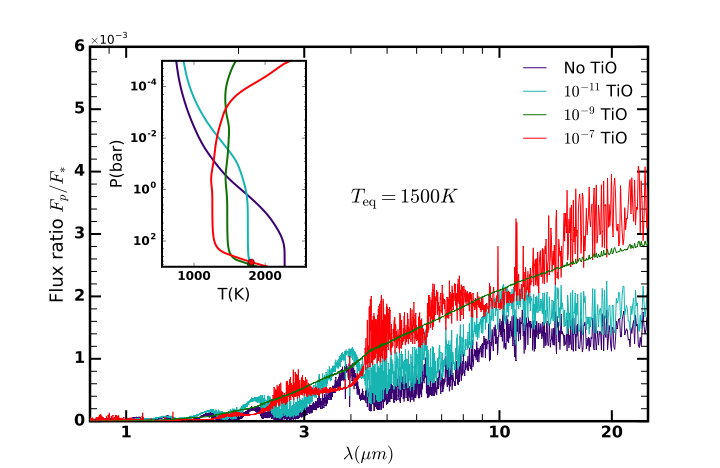 ×10⁻³
6
5
4
3
2
1
0
Flux ratio Fₚ/F*
1
3
10
20
λ(μm)
No TiO
10⁻¹¹ TiO
10⁻⁹ TiO
10⁻⁷ TiO
T_eq = 1500K
10⁻⁴
10⁻²
10⁰
10²
P(bar)
1000
2000
T(K)